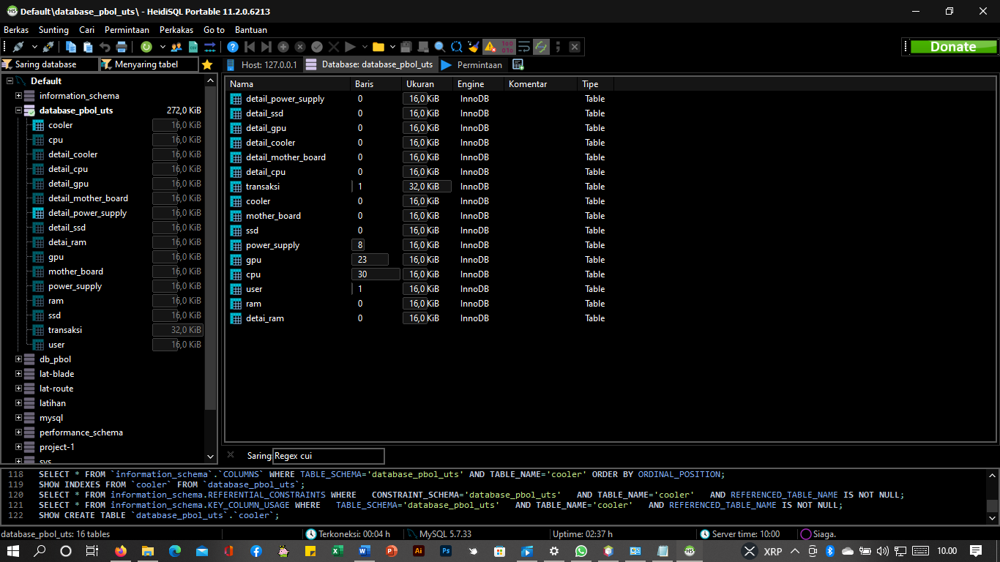 Default\database_pbol_uts\ - HeidiSQL Portable 11.2.0.6213
Berkas Sunting Cari Permintaan Perkakas Go to Bantuan
Donate
Saring database Menyaring tabel Host: 127.0.0.1 Database: database_pbol_uts Permintaan
Default
information_schema
database_pbol_uts 272,0 KiB
cooler 16,0 KiB
cpu 16,0 KiB
detail_cooler 16,0 KiB
detail_cpu 16,0 KiB
detail_gpu 16,0 KiB
detail_mother_board 16,0 KiB
detail_power_supply 16,0 KiB
detail_ssd 16,0 KiB
detai_ram 16,0 KiB
gpu 16,0 KiB
mother_board 16,0 KiB
power_supply 16,0 KiB
ram 16,0 KiB
ssd 16,0 KiB
transaksi 32,0 KiB
user 16,0 KiB
db_pbol
lat-blade
lat-route
latihan
mysql
performance_schema
project-1
sys
Nama Baris Ukuran Engine Komentar Tipe
detail_power_supply 0 16,0 KiB InnoDB Table
detail_ssd 0 16,0 KiB InnoDB Table
detail_gpu 0 16,0 KiB InnoDB Table
detail_cooler 0 16,0 KiB InnoDB Table
detail_mother_board 0 16,0 KiB InnoDB Table
detail_cpu 0 16,0 KiB InnoDB Table
transaksi 1 32,0 KiB InnoDB Table
cooler 0 16,0 KiB InnoDB Table
mother_board 0 16,0 KiB InnoDB Table
ssd 0 16,0 KiB InnoDB Table
power_supply 8 16,0 KiB InnoDB Table
gpu 23 16,0 KiB InnoDB Table
cpu 30 16,0 KiB InnoDB Table
user 1 16,0 KiB InnoDB Table
ram 0 16,0 KiB InnoDB Table
detai_ram 0 16,0 KiB InnoDB Table
Saring Regex cui
118 SELECT * FROM `information_schema`.`COLUMNS` WHERE TABLE_SCHEMA='database_pbol_uts' AND TABLE_NAME='cooler' ORDER BY ORDINAL_POSITION;
119 SHOW INDEXES FROM `cooler` FROM `database_pbol_uts`;
120 SELECT * FROM information_schema.REFERENTIAL_CONSTRAINTS WHERE CONSTRAINT_SCHEMA='database_pbol_uts' AND TABLE_NAME='cooler' AND REFERENCED_TABLE_NAME IS NOT NULL;
121 SELECT * FROM information_schema.KEY_COLUMN_USAGE WHERE TABLE_SCHEMA='database_pbol_uts' AND TABLE_NAME='cooler' AND REFERENCED_TABLE_NAME IS NOT NULL;
122 SHOW CREATE TABLE `database_pbol_uts`.`cooler`;
database_pbol_uts: 16 tables Terkoneksi: 00:04 h MySQL 5.7.33 Uptime: 02:37 h Server time: 10:00 Siaga.
XRP 10.00